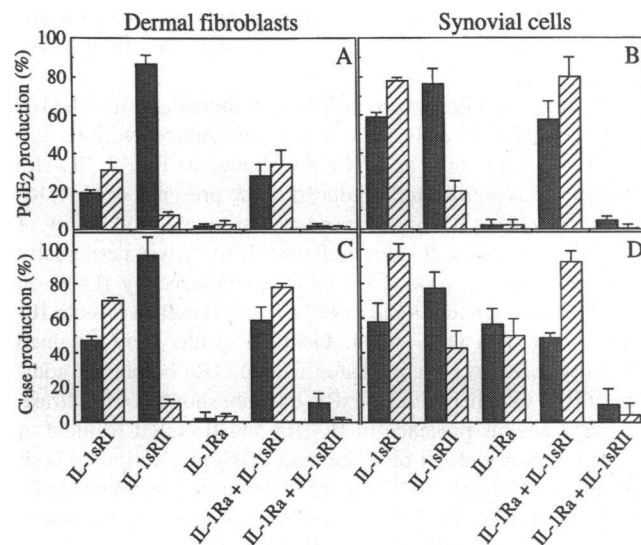 Dermal fibroblasts
Synovial cells
A
B
PGE2 production (%)
100
80
60
40
20
0
C
D
C'ase production (%)
100
80
60
40
20
0
IL-1sRI
IL-1sRII
IL-1Ra
IL-1Ra + IL-1sRI
IL-1Ra + IL-1sRII
IL-1sRI
IL-1sRII
IL-1Ra
IL-1Ra + IL-1sRI
IL-1Ra + IL-1sRII